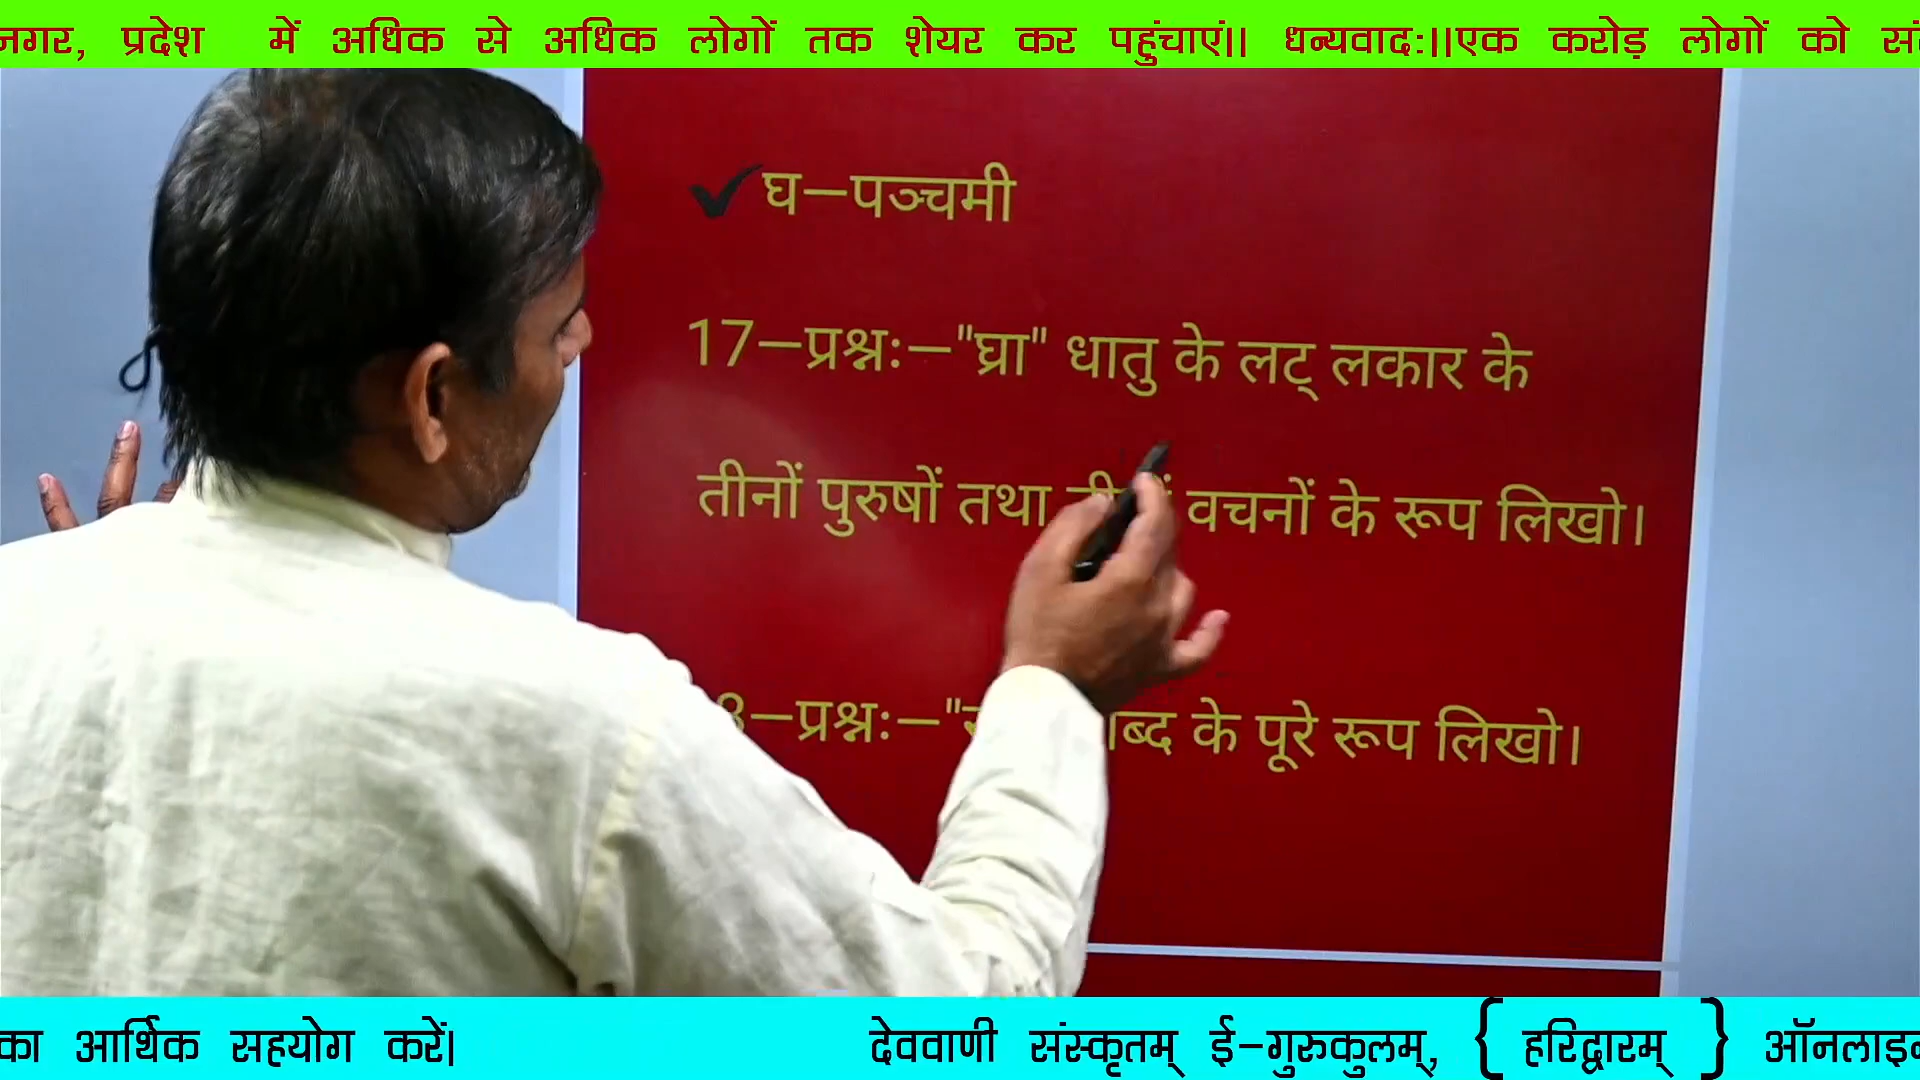 नगर, प्रदेश में अधिक से अधिक लोगों तक शेयर कर पहुंचाएं|| धन्यवादः||एक करोड़ लोगों को
घ–पञ्चमी
17–प्रश्नः–"घ्रा" धातु के लट् लकार के
तीनों पुरुषों तथा वचनों के रूप लिखो।
8–प्रश्नः–" के पूरे रूप लिखो।
का आर्थिक सहयोग करें| देववाणी संस्कृतम् ई–गुरुकुलम्, { हरिद्वारम् }